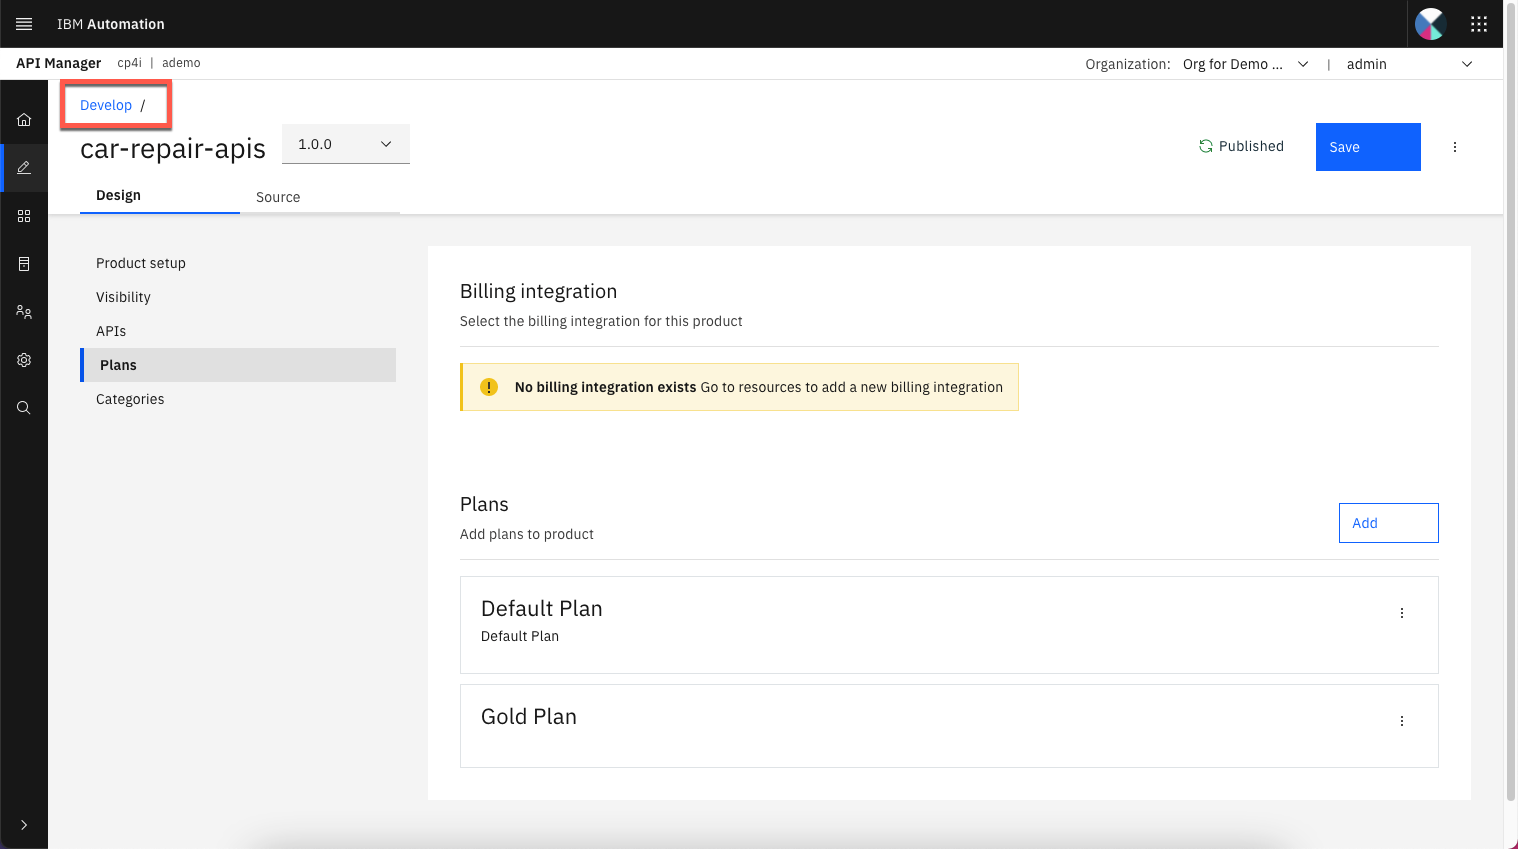 IBM Automation
API Manager cp4i | ademo
Organization: Org for Demo ... | admin
Develop /
car-repair-apis 1.0.0
Published
Save
Design
Source
Product setup
Visibility
APIs
Plans
Categories
Billing integration
Select the billing integration for this product
No billing integration exists Go to resources to add a new billing integration
Plans
Add plans to product
Add
Default Plan
Default Plan
Gold Plan